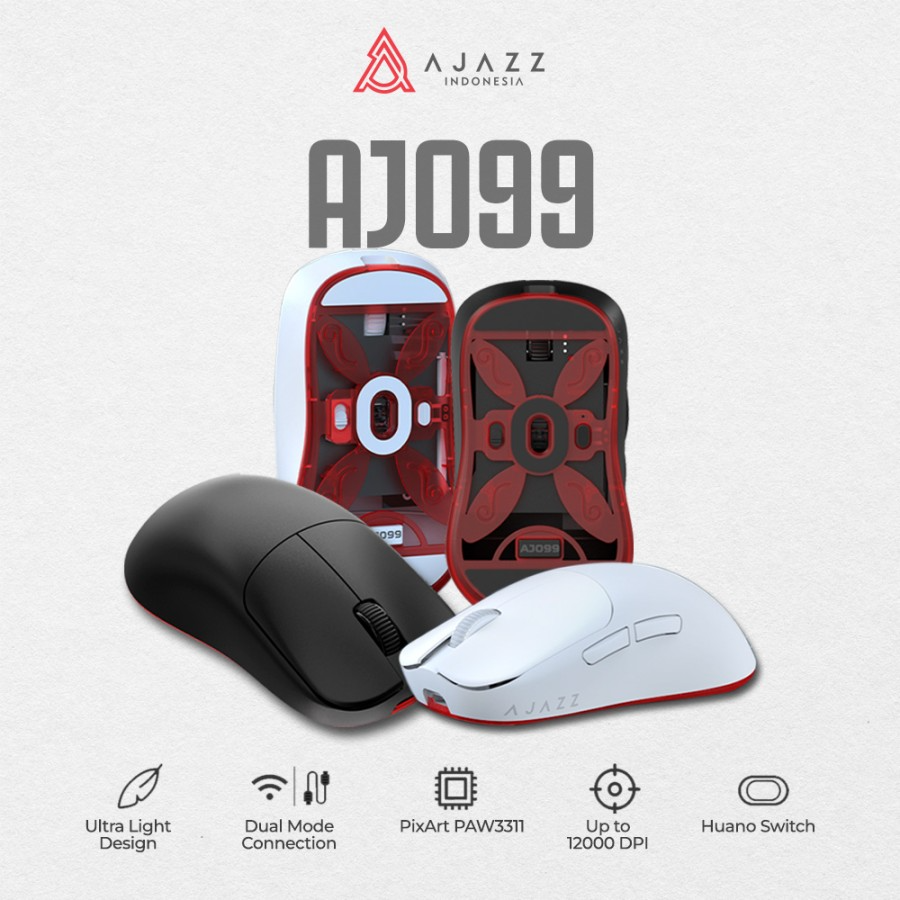 AJAZZ
INDONESIA
AJ099
AJ099
AJ099
AJAZZ
Ultra Light
Design
Dual Mode
Connection
PixArt PAW3311
Up to
12000 DPI
Huano Switch